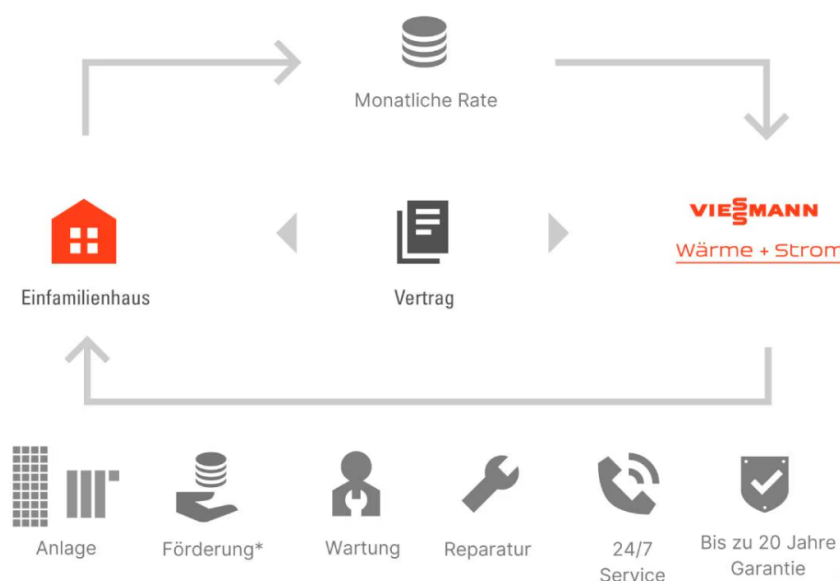 Monatliche Rate
VIESSMANN
Wärme + Strom
Einfamilienhaus
Vertrag
Anlage
Förderung*
Wartung
Reparatur
24/7
Service
Bis zu 20 Jahre
Garantie